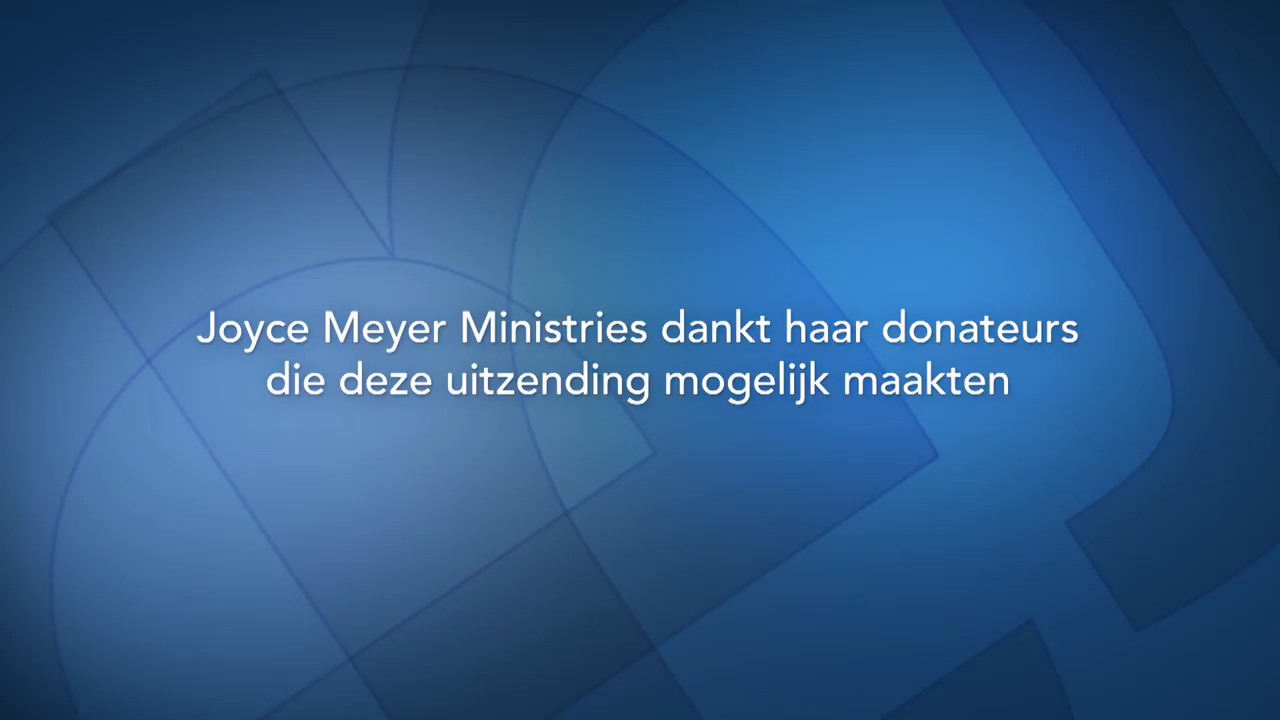 Joyce Meyer Ministries dankt haar donateurs
die deze uitzending mogelijk maakten